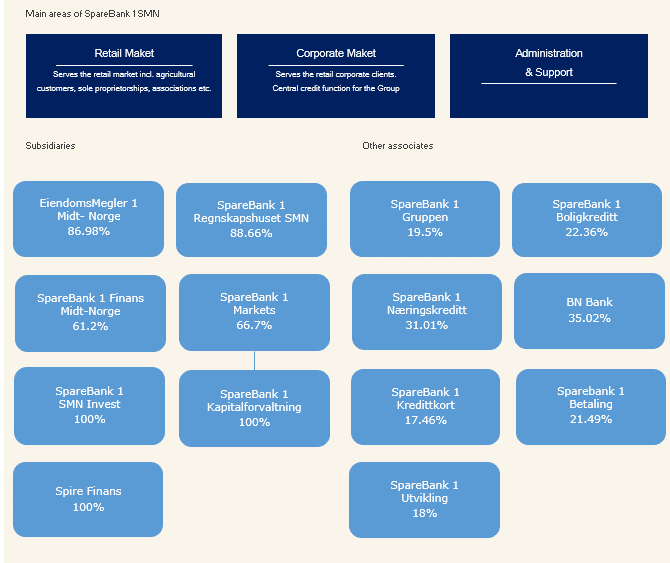 Main areas of SpareBank 1SMN
Retail Maket
Serves the retail market incl. agricultural
customers, sole proprietorships, associations etc.
Corporate Maket
Serves the retail corporate clients.
Central credit function for the Group
Administration
& Support
Subsidiaries
EiendomsMegler 1
Midt- Norge
86.98%
SpareBank 1
Regnskapshuset SMN
88.66%
SpareBank 1 Finans
Midt-Norge
61.2%
SpareBank 1
Markets
66.7%
SpareBank 1
SMN Invest
100%
SpareBank 1
Kapitalforvaltning
100%
Spire Finans
100%
Other associates
SpareBank 1
Gruppen
19.5%
SpareBank 1
Boligkreditt
22.36%
SpareBank 1
Næringskreditt
31.01%
BN Bank
35.02%
SpareBank 1
Kredittkort
17.46%
Sparebank 1
Betaling
21.49%
SpareBank 1
Utvikling
18%